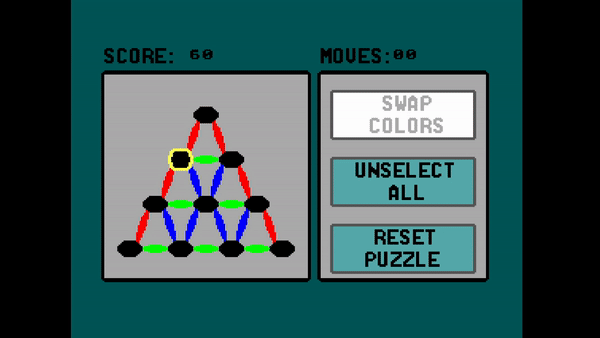 SCORE: 60 MOVES:00
SWAP
COLORS
UNSELECT
ALL
RESET
PUZZLE